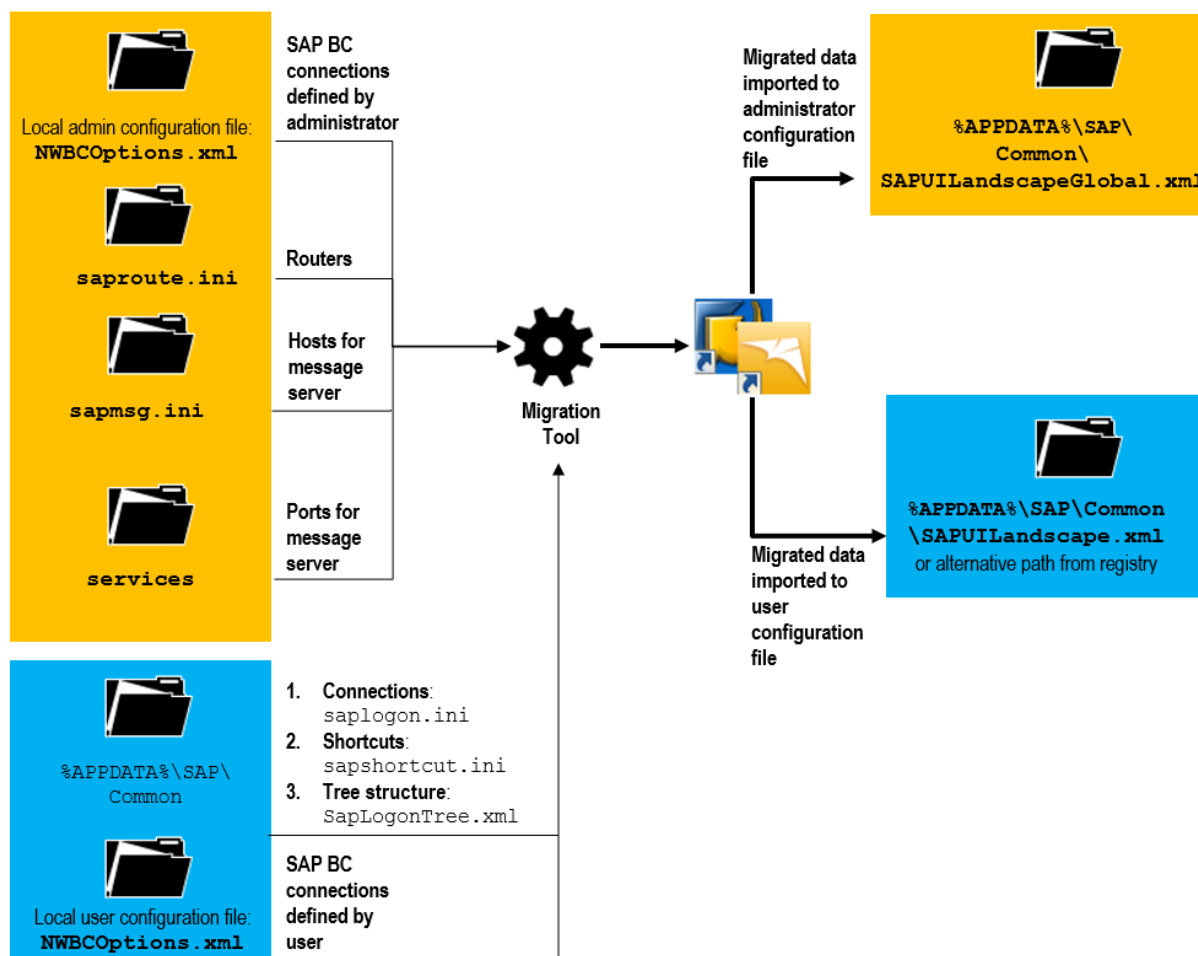 SAP BC
connections
defined by
administrator
Local admin configuration file:
NWBCOptions.xml
saproute.ini
Routers
Hosts for
message
server
sapmsg.ini
Ports for
message
server
services
Migration
Tool
Migrated data
imported to
administrator
configuration
file
%APPDATA%\SAP\
Common\
SAPUILandscapeGlobal.xml
%APPDATA%\SAP\Common
\SAPUILandscape.xml
or alternative path from registry
Migrated data
imported to
user
configuration
file
%APPDATA%\SAP\
Common
1. Connections:
saplogon.ini
2. Shortcuts:
sapshortcut.ini
3. Tree structure:
SapLogonTree.xml
Local user configuration file:
NWBCOptions.xml
SAP BC
connections
defined by
user